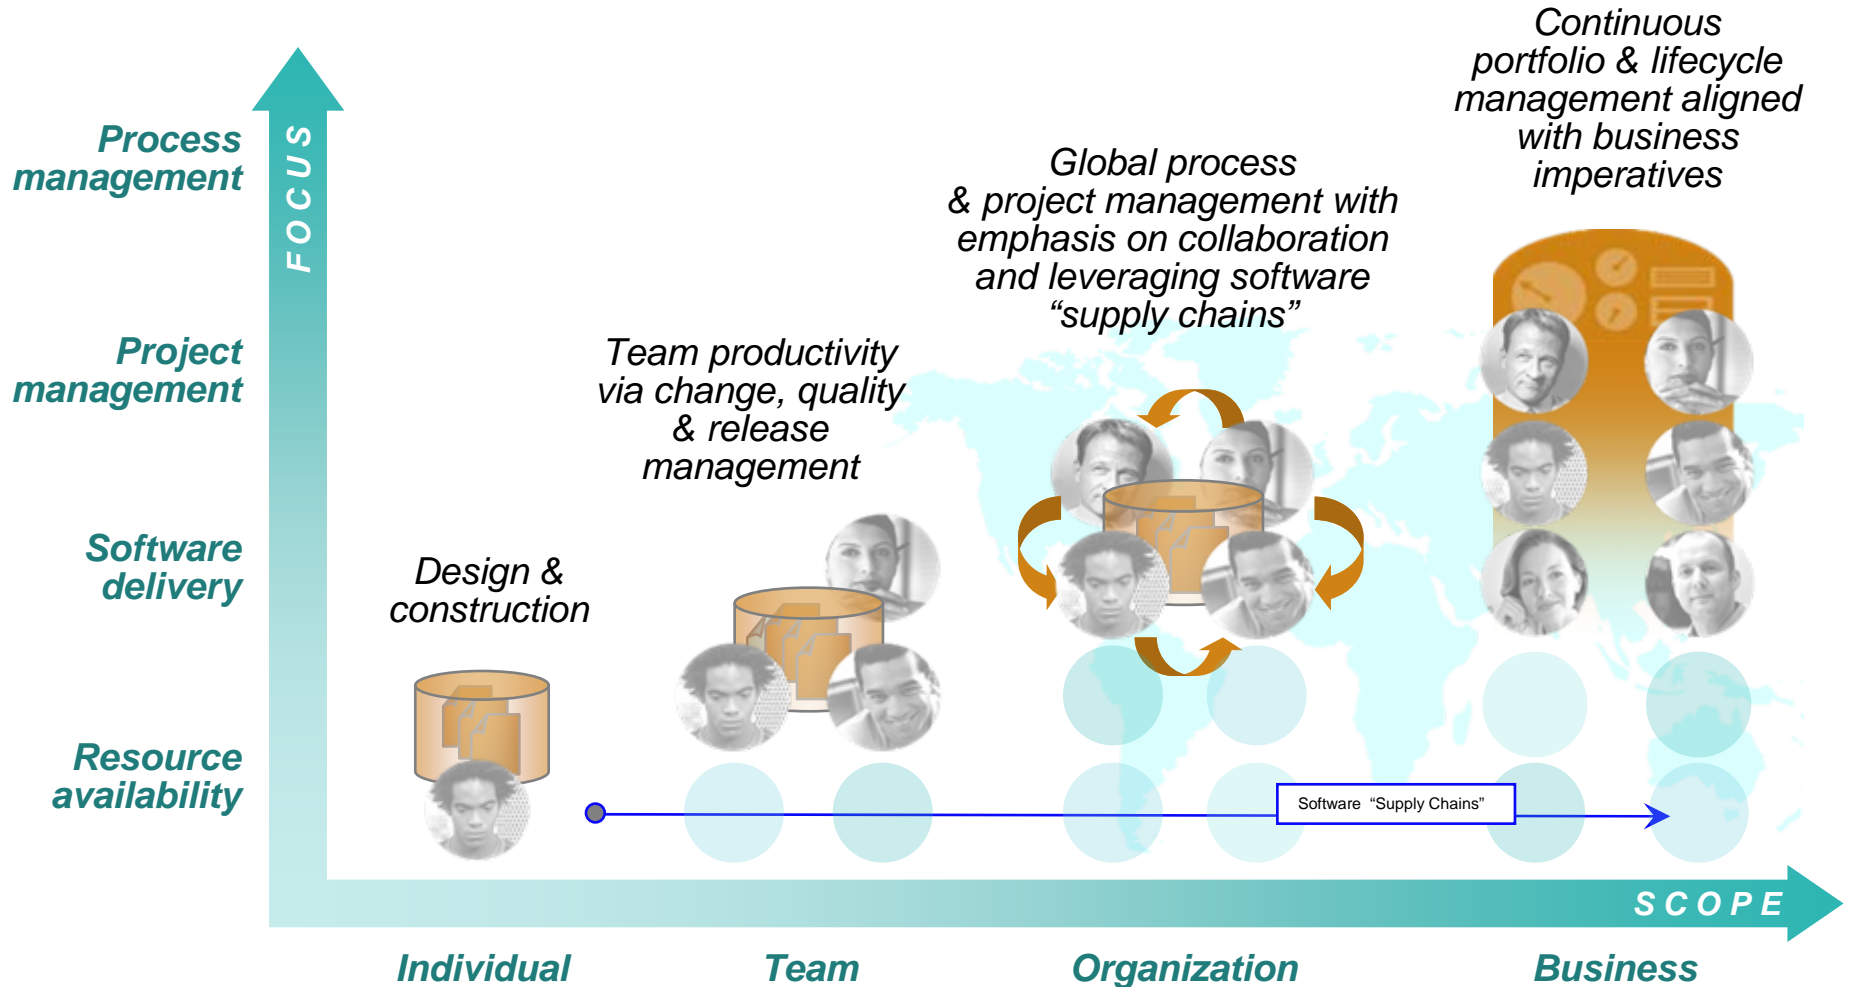 Continuous
portfolio & lifecycle
management aligned
with business
imperatives
Process
management
FOCUS
Global process
& project management with
emphasis on collaboration
and leveraging software
“supply chains”
Project
management
Team productivity
via change, quality
& release
management
Software
delivery
Design &
construction
Resource
availability
Software “Supply Chains”
SCOPE
Individual
Team
Organization
Business